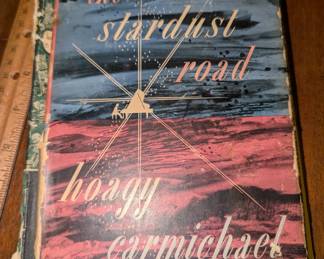 the
stardust
road
hoagy
carmichael